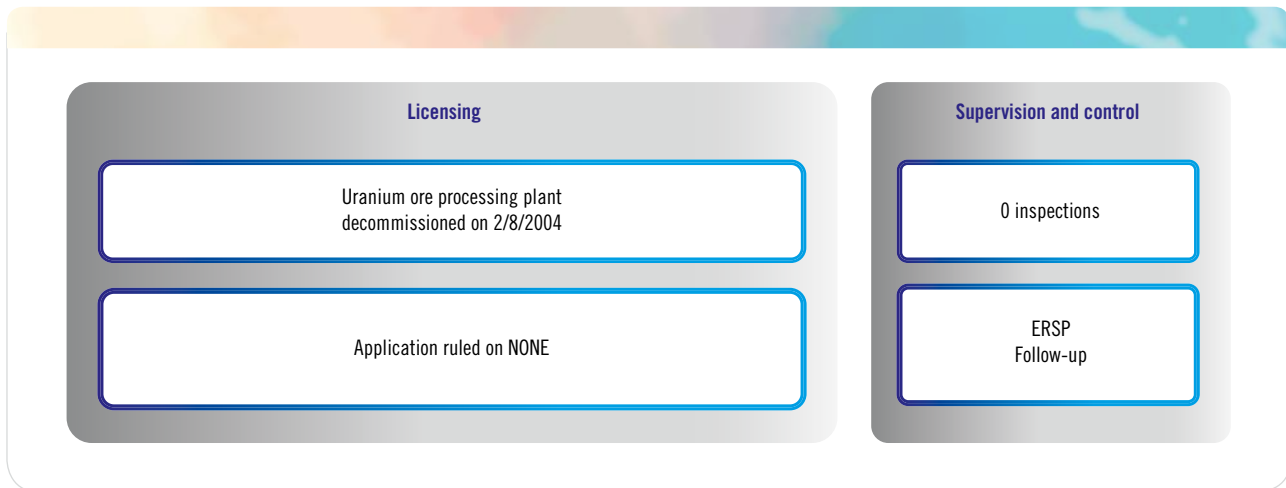 Licensing
Uranium ore processing plant
decommissioned on 2/8/2004
Application ruled on NONE
Supervision and control
0 inspections
ERSP
Follow-up